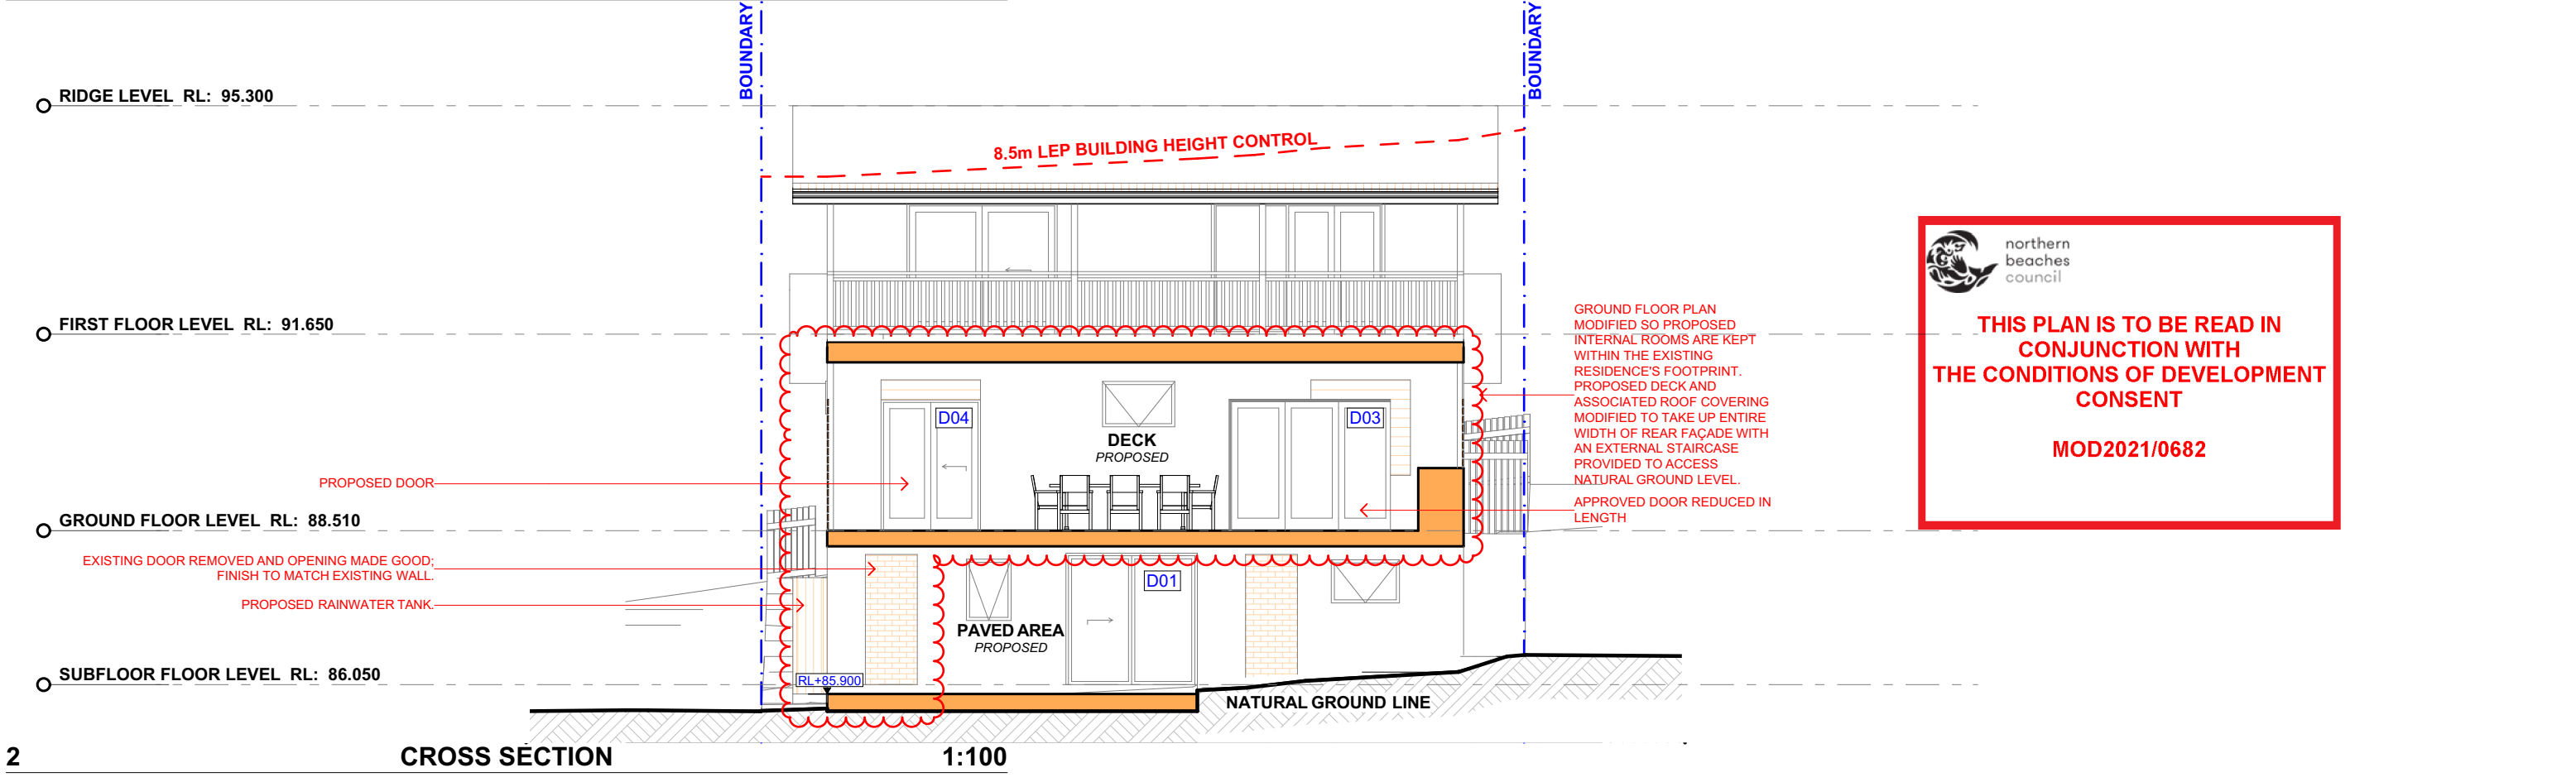 BOUNDARY
BOUNDARY
RIDGE LEVEL RL: 95.300
8.5m LEP BUILDING HEIGHT CONTROL
FIRST FLOOR LEVEL RL: 91.650
GROUND FLOOR PLAN
MODIFIED SO PROPOSED
INTERNAL ROOMS ARE KEPT
WITHIN THE EXISTING
RESIDENCE'S FOOTPRINT.
PROPOSED DECK AND
ASSOCIATED ROOF COVERING
MODIFIED TO TAKE UP ENTIRE
WIDTH OF REAR FAÇADE WITH
AN EXTERNAL STAIRCASE
PROVIDED TO ACCESS
NATURAL GROUND LEVEL.
APPROVED DOOR REDUCED IN
LENGTH
D04
D03
DECK
PROPOSED
PROPOSED DOOR
GROUND FLOOR LEVEL RL: 88.510
EXISTING DOOR REMOVED AND OPENING MADE GOOD;
FINISH TO MATCH EXISTING WALL.
PROPOSED RAINWATER TANK.
D01
PAVED AREA
PROPOSED
SUBFLOOR FLOOR LEVEL RL: 86.050
RL+85.900
NATURAL GROUND LINE
2
CROSS SECTION
1:100
northern
beaches
council
THIS PLAN IS TO BE READ IN
CONJUNCTION WITH
THE CONDITIONS OF DEVELOPMENT
CONSENT
MOD2021/0682